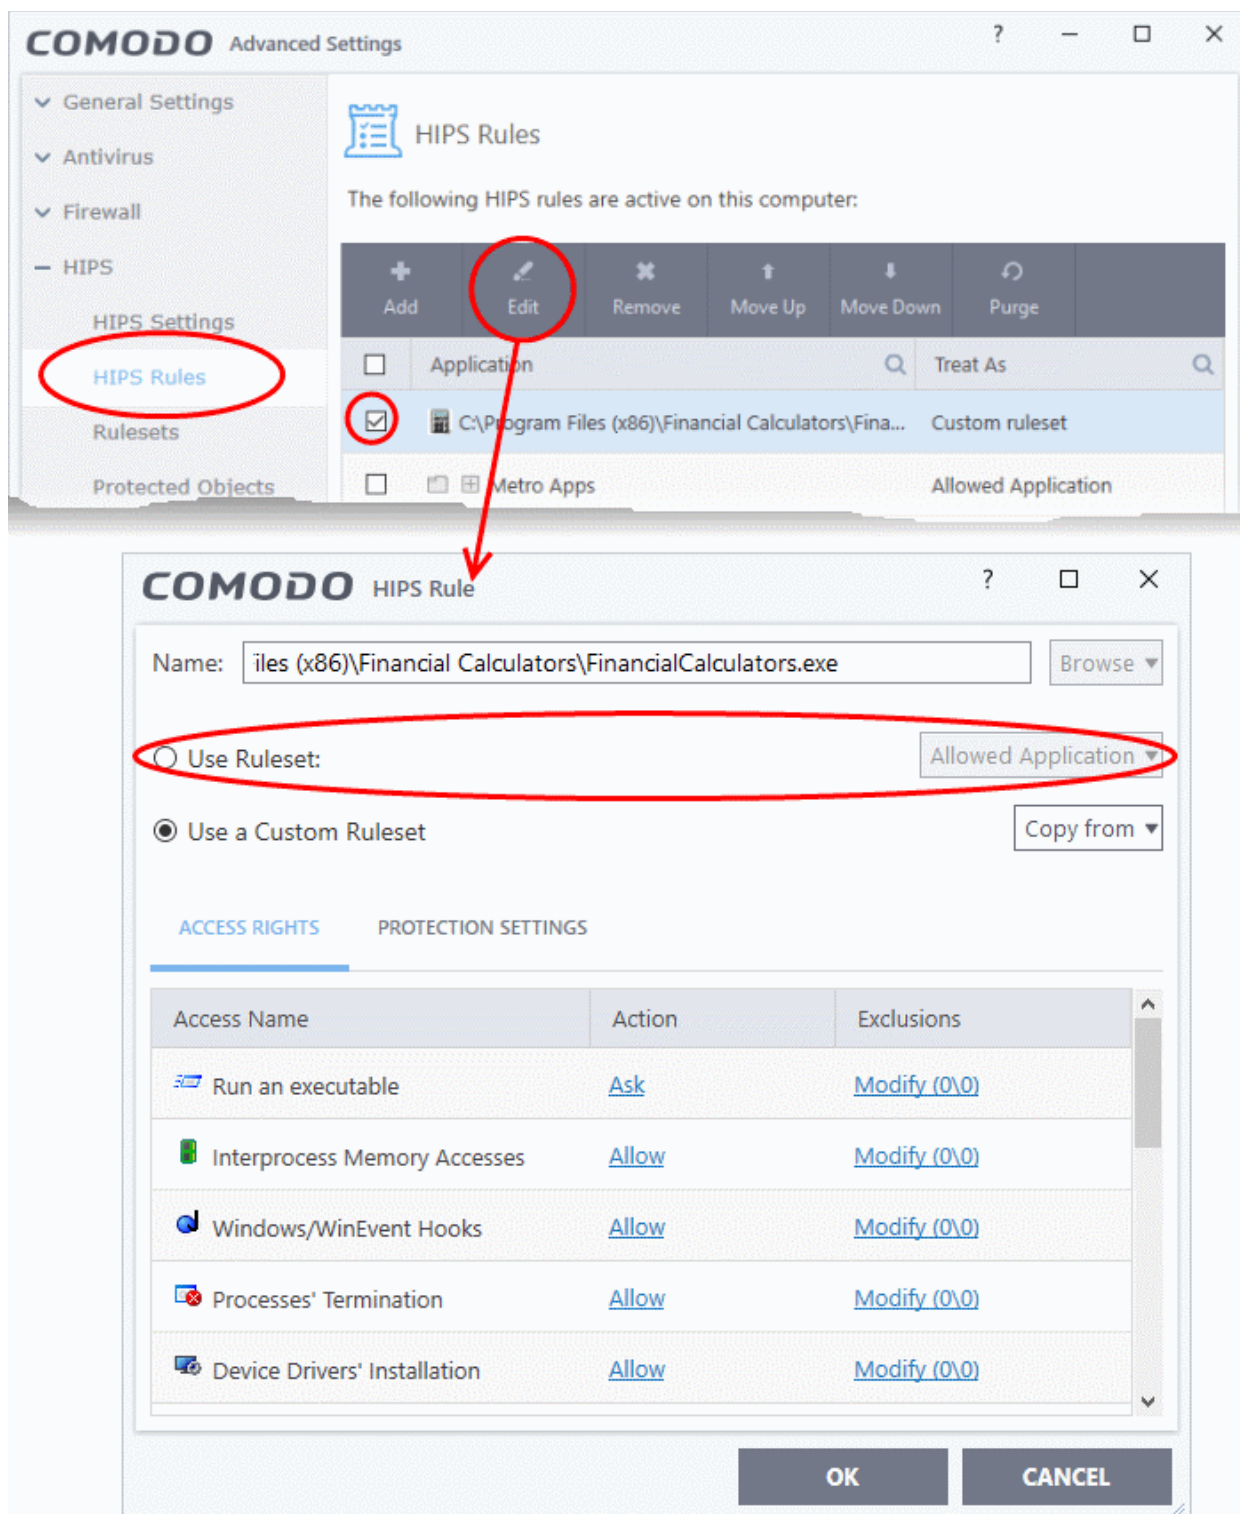 COMODO Advanced Settings ?
General Settings
Antivirus
Firewall
HIPS
HIPS Settings
HIPS Rules
Rulesets
Protected Objects
HIPS Rules
The following HIPS rules are active on this computer:
Add Edit Remove Move Up Move Down Purge
Application Treat As
C:\Program Files (x86)\Financial Calculators\Fina... Custom ruleset
Metro Apps Allowed Application
COMODO HIPS Rule ?
Name: iles (x86)\Financial Calculators\FinancialCalculators.exe Browse
Use Ruleset: Allowed Application
Use a Custom Ruleset Copy from
ACCESS RIGHTS PROTECTION SETTINGS
Access Name Action Exclusions
Run an executable Ask Modify (0\0)
Interprocess Memory Accesses Allow Modify (0\0)
Windows/WinEvent Hooks Allow Modify (0\0)
Processes' Termination Allow Modify (0\0)
Device Drivers' Installation Allow Modify (0\0)
OK CANCEL